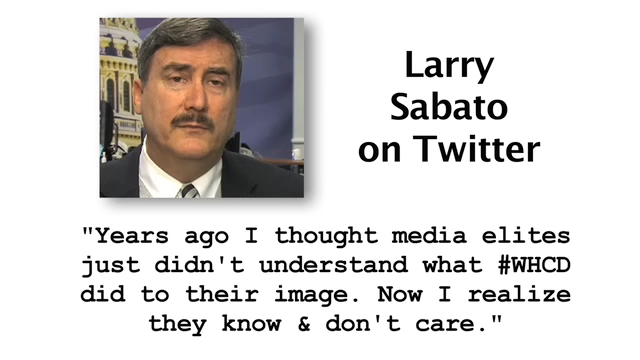 Larry
Sabato
on Twitter
"Years ago I thought media elites
just didn't understand what #WHCD
did to their image. Now I realize
they know & don't care."